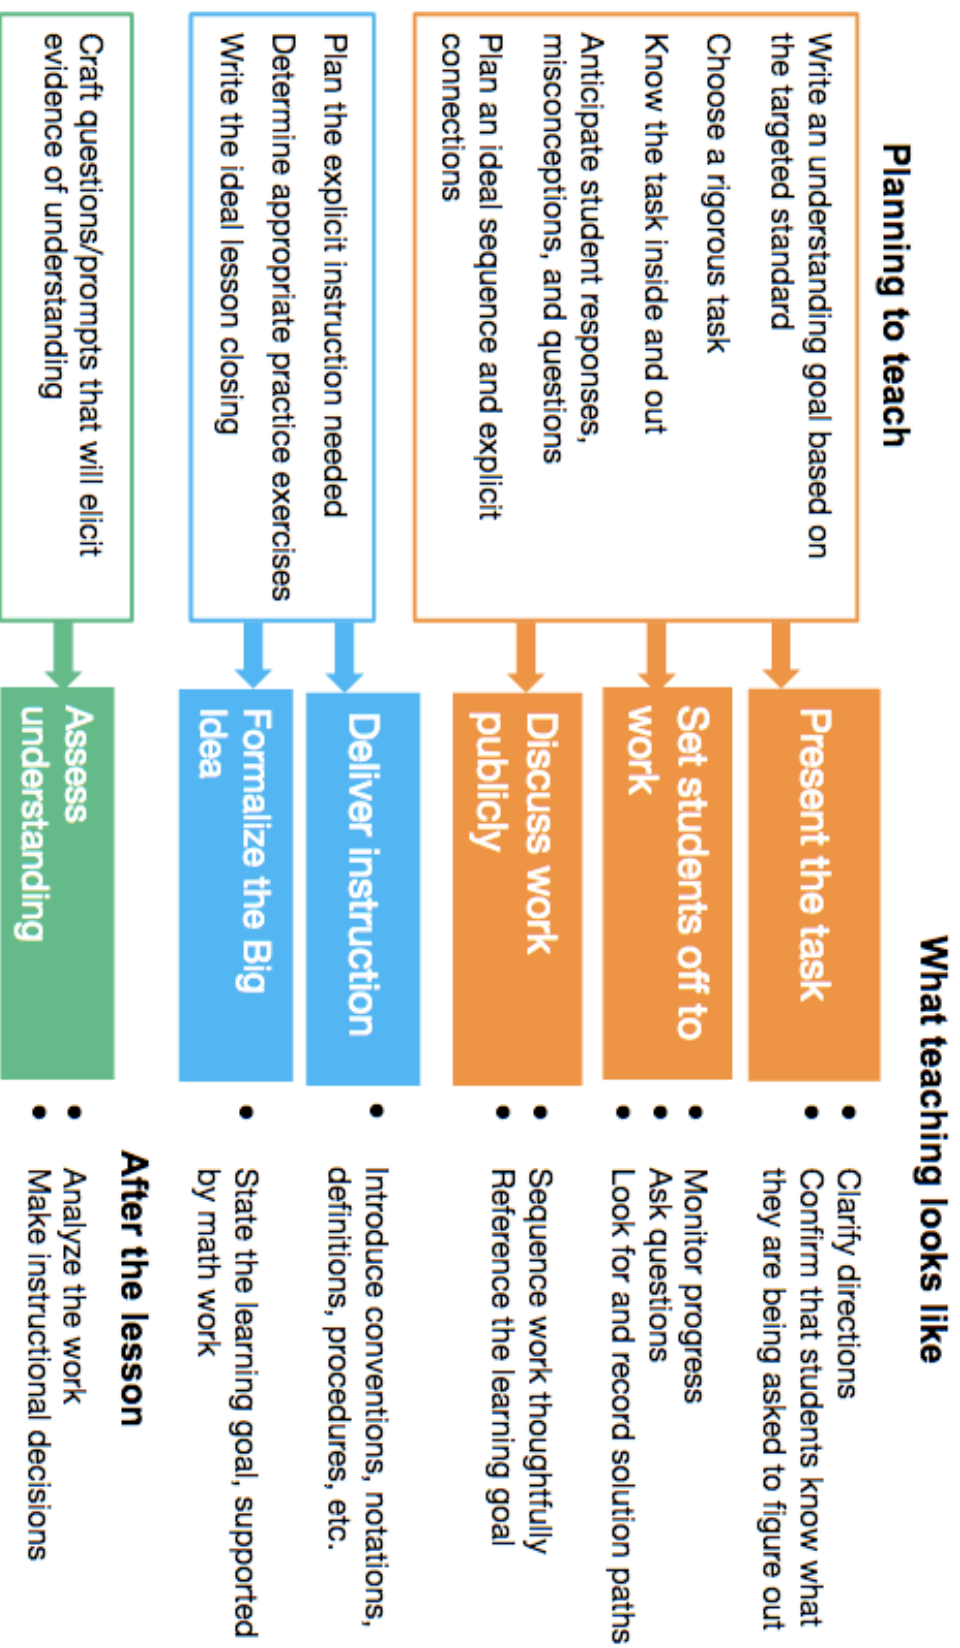 Planning to teach
What teaching looks like
Write an understanding goal based on
the targeted standard
Choose a rigorous task
Know the task inside and out
Anticipate student responses,
misconceptions, and questions
Plan an ideal sequence and explicit
connections
Present the task
• Clarify directions
• Confirm that students know what
they are being asked to figure out
Set students off to
work
• Monitor progress
• Ask questions
• Look for and record solution paths
Discuss work
publicly
• Sequence work thoughtfully
• Reference the learning goal
Plan the explicit instruction needed
Determine appropriate practice exercises
Write the ideal lesson closing
Deliver instruction
• Introduce conventions, notations,
definitions, procedures, etc.
Formalize the Big
Idea
• State the learning goal, supported
by math work
Craft questions/prompts that will elicit
evidence of understanding
Assess
understanding
After the lesson
• Analyze the work
• Make instructional decisions